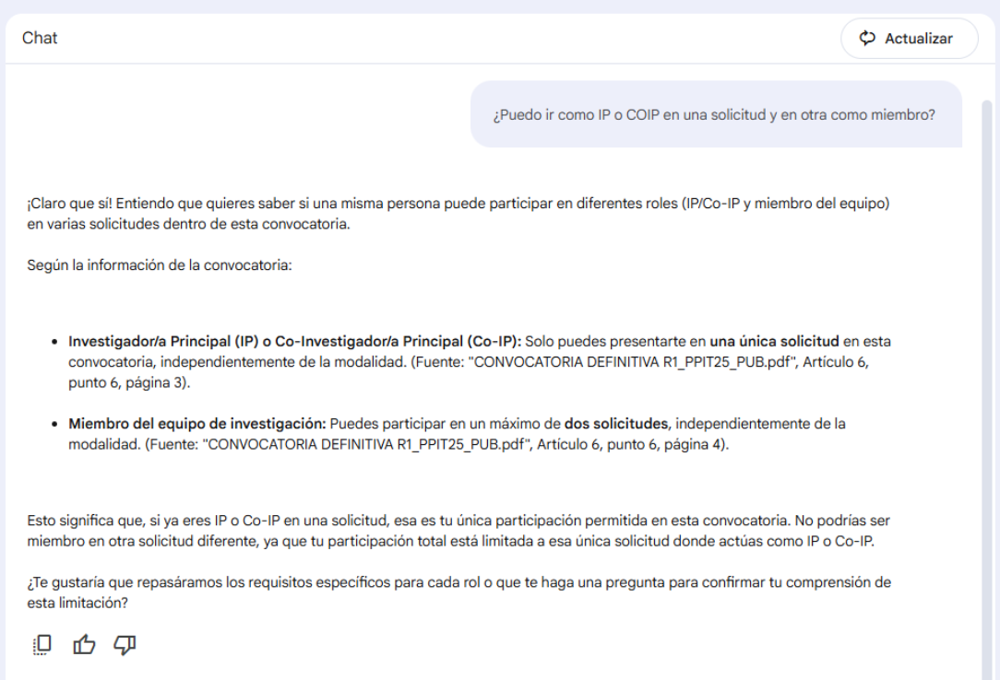 Chat
Actualizar
¿Puedo ir como IP o COIP en una solicitud y en otra como miembro?
¡Claro que sí! Entiendo que quieres saber si una misma persona puede participar en diferentes roles (IP/Co-IP y miembro del equipo)
en varias solicitudes dentro de esta convocatoria.
Según la información de la convocatoria:
• Investigador/a Principal (IP) o Co-Investigador/a Principal (Co-IP): Solo puedes presentarte en una única solicitud en esta
convocatoria, independientemente de la modalidad. (Fuente: "CONVOCATORIA DEFINITIVA R1_PPIT25_PUB.pdf", Artículo 6,
punto 6, página 3).
• Miembro del equipo de investigación: Puedes participar en un máximo de dos solicitudes, independientemente de la
modalidad. (Fuente: "CONVOCATORIA DEFINITIVA R1_PPIT25_PUB.pdf", Artículo 6, punto 6, página 4).
Esto significa que, si ya eres IP o Co-IP en una solicitud, esa es tu única participación permitida en esta convocatoria. No podrías ser
miembro en otra solicitud diferente, ya que tu participación total está limitada a esa única solicitud donde actúas como IP o Co-IP.
¿Te gustaría que repasáramos los requisitos específicos para cada rol o que te haga una pregunta para confirmar tu comprensión de
esta limitación?